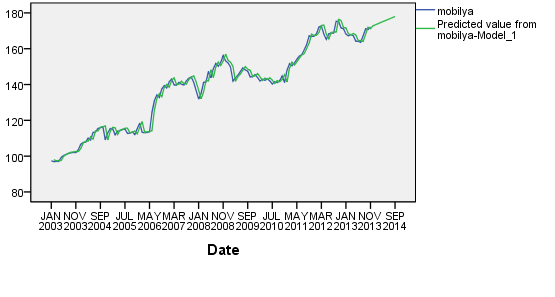 mobilya
Predicted value from
mobilya-Model_1
180
160
140
120
100
80
JAN NOV SEP JUL MAY MAR JAN NOV SEP JUL MAY MAR JAN NOV SEP
2003 2003 2004 2005 2006 2007 2008 2008 2009 2010 2011 2012 2013 2013 2014
Date